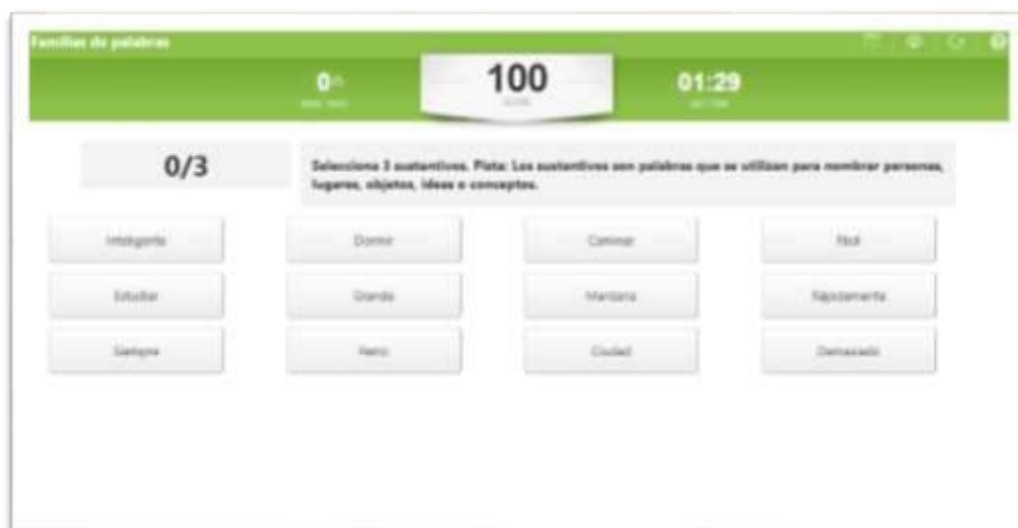 Familias de palabras
0/1
100
01:29
0/3
Selecciona 3 sustantivos. Pista: Los sustantivos son palabras que se utilizan para nombrar personas,
lugares, objetos, ideas o conceptos.
Inteligente Dormir Caminar Azul
Estudiar Grande Manzana Rápidamente
Siempre Perro Ciudad Demasiado